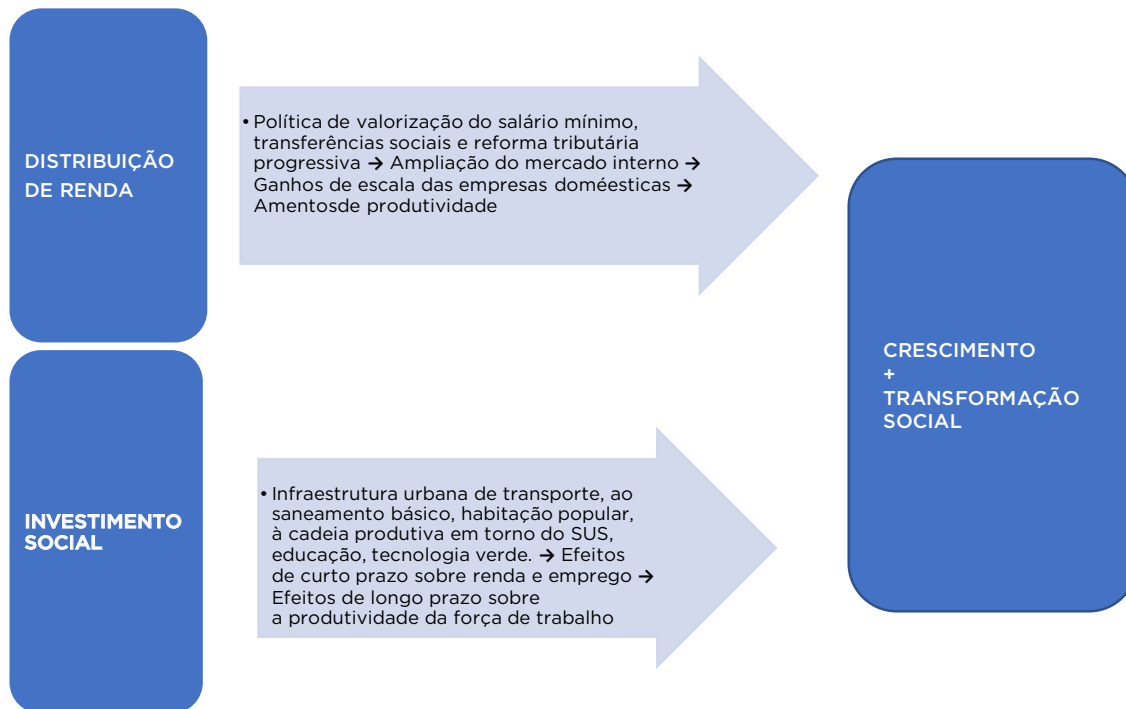 DISTRIBUIÇÃO
DE RENDA
• Política de valorização do salário mínimo,
transferências sociais e reforma tributária
progressiva → Ampliação do mercado interno →
Ganhos de escala das empresas doméesticas →
Amentosde produtividade
INVESTIMENTO
SOCIAL
• Infraestrutura urbana de transporte, ao
saneamento básico, habitação popular,
à cadeia produtiva em torno do SUS,
educação, tecnologia verde. → Efeitos
de curto prazo sobre renda e emprego →
Efeitos de longo prazo sobre
a produtividade da força de trabalho
CRESCIMENTO
+
TRANSFORMAÇÃO
SOCIAL